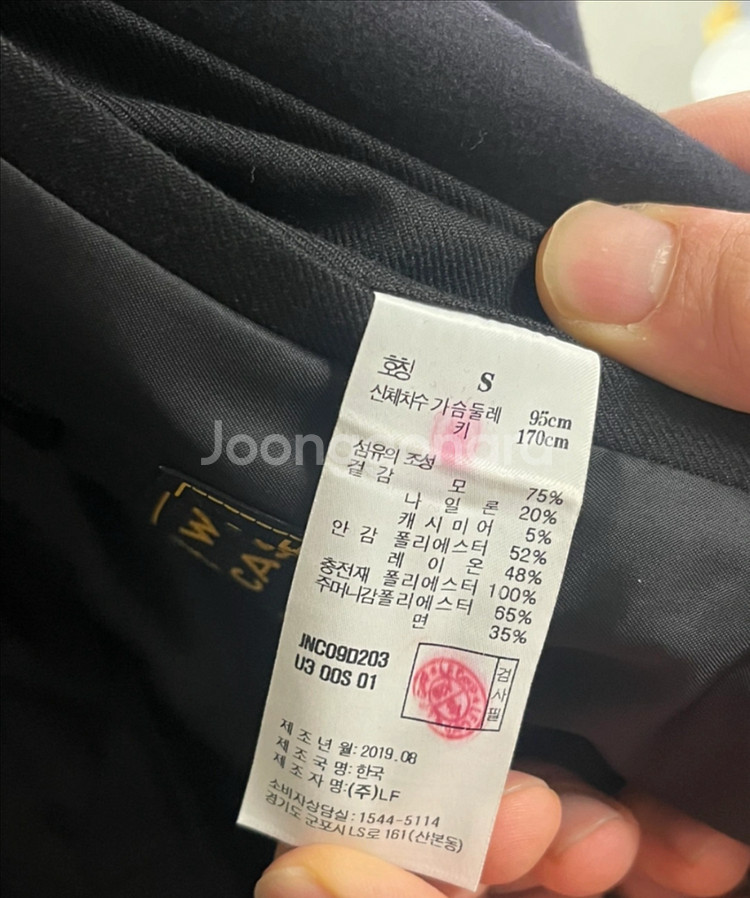 호칭 S
신체치수 가슴둘레 95cm
키 170cm
Joonggonara
섬유의 조성
겉감 모 75%
나일론 20%
캐시미어 5%
안감 폴리에스터 52%
레이온 48%
충전재 폴리에스터 100%
주머니감폴리에스터 65%
면 35%
JNC09D203
U3 00S 01
검사필
제조년월:2019.08
제조국명:한국
제조자명:(주)LF
소비자상담실:1544-5114
경기도 군포시 LS로 161(산본동)
W
CA